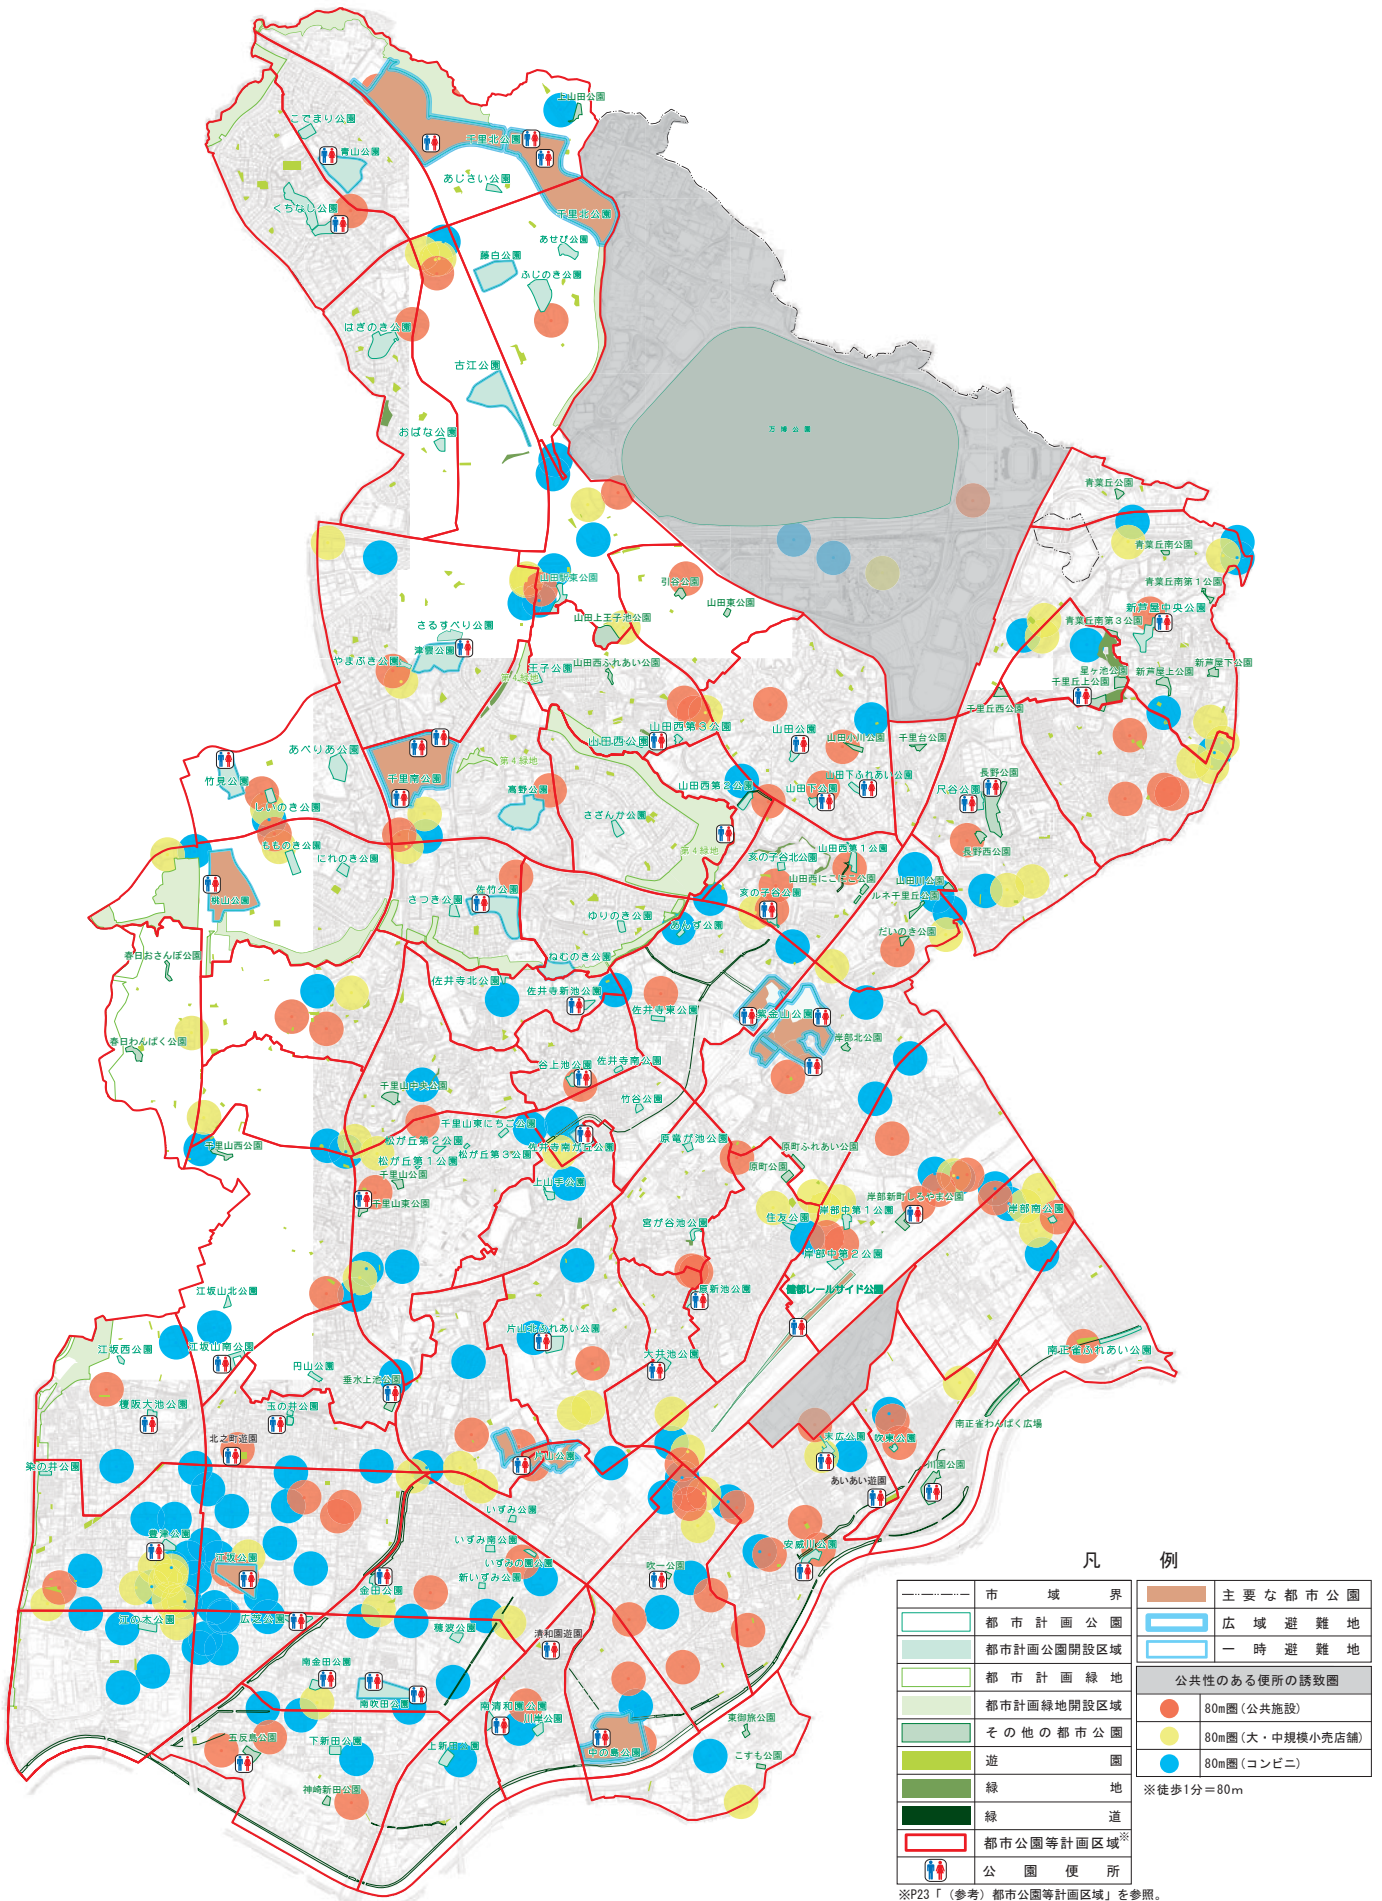 上山田公園
こでまり公園
千里北公園
青山公園
あじさい公園
くちなし公園
千里北公園
あせび公園
藤白公園
ふじのき公園
はぎのき公園
古江公園
おばな公園
万博公園
青葉丘公園
青葉丘南公園
山田駅東公園
引谷公園
青葉丘南第1公園
山田東公園
新芦屋中央公園
山田上王子池公園
青葉丘南第3公園
さるすべり公園
津雲公園
やまぶき公園
山田西ふれあい公園
王子公園
第4緑地
星ヶ池公園
新芦屋上公園
新芦屋下公園
千里丘上公園
千里丘西公園
山田西第3公園
山田公園
山田西公園
山田小川公園
千里台公園
あべりあ公園
第4緑地
千里南公園
竹見公園
山田下ふれあい公園
長野公園
山田西第2公園
山田下公園
尺谷公園
高野公園
しいのき公園
さざんか公園
もものき公園
にれのき公園
第4緑地
亥の子谷北公園
山田西第1公園
長野西公園
山田西にこにこ公園
山田川公園
ルネ千里丘公園
桃山公園
佐竹公園
さつき公園
亥の子谷公園
ゆりのき公園
あんず公園
だいのき公園
春日おさんぽ公園
ねむのき公園
佐井寺北公園
佐井寺新池公園
佐井寺東公園
紫金山公園
岸部北公園
春日わんぱく公園
谷上池公園
佐井寺南公園
千里山中央公園
竹谷公園
千里山東にちご公園
松が丘第2公園
佐井寺南が丘公園
原竜が池公園
原町ふれあい公園
千里山西公園
松が丘第3公園
松が丘第1公園
原町公園
千里山公園
上山手公園
千里山東公園
岸部新町しろやま公園
岸部中第1公園
岸部南公園
住友公園
宮が谷池公園
岸部中第2公園
健都レールサイド公園
原新池公園
江坂山北公園
片山北ふれあい公園
江坂山南公園
江坂西公園
大井池公園
南正雀ふれあい公園
円山公園
垂水上池公園
榎阪大池公園
玉の井公園
南正雀わんぱく広場
北之町遊園
末広公園
吹東公園
片山公園
染の井公園
川園公園
あいあい遊園
いずみ公園
豊津公園
いずみ南公園
安威川公園
江坂公園
いずみの園公園
吹一公園
新いずみ公園
金田公園
江の木公園
広芝公園
穂波公園
清和園遊園
南金田公園
南吹田公園
南清和園公園
川岸公園
東御旅公園
五反島公園
下新田公園
上新田公園
中の島公園
こすも公園
神崎新田公園
凡 例
市域界
都市計画公園
都市計画公園開設区域
都市計画緑地
都市計画緑地開設区域
その他の都市公園
遊園
緑地
緑道
都市公園等計画区域※
公園便所
主要な都市公園
広域避難地
一時避難地
公共性のある便所の誘致圏
80m圏(公共施設)
80m圏(大・中規模小売店舗)
80m圏(コンビニ)
※徒歩1分＝80m
※P23「（参考）都市公園等計画区域」を参照。